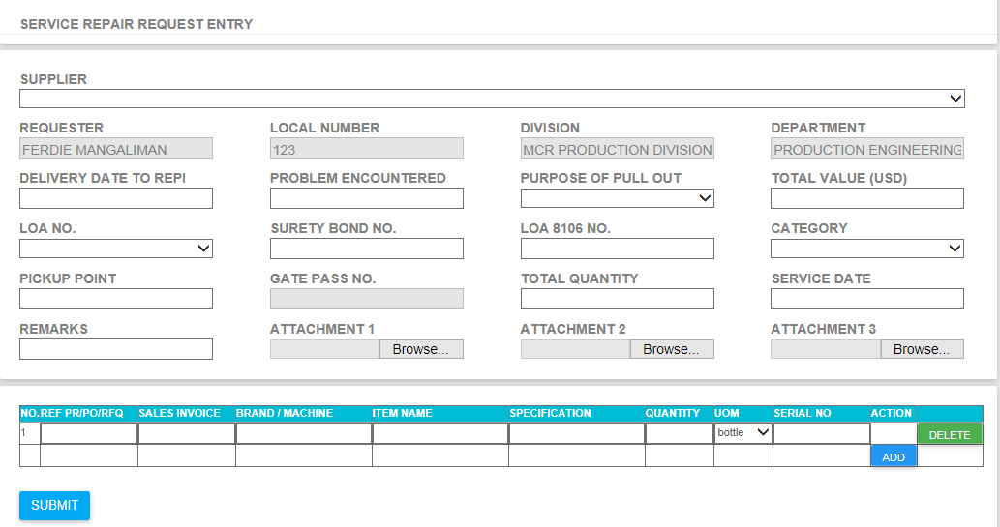 SERVICE REPAIR REQUEST ENTRY
SUPPLIER
REQUESTER LOCAL NUMBER DIVISION DEPARTMENT
FERDIE MANGALIMAN 123 MCR PRODUCTION DIVISION PRODUCTION ENGINEERING
DELIVERY DATE TO REPI PROBLEM ENCOUNTERED PURPOSE OF PULL OUT TOTAL VALUE (USD)
LOA NO. SURETY BOND NO. LOA 8106 NO. CATEGORY
PICKUP POINT GATE PASS NO. TOTAL QUANTITY SERVICE DATE
REMARKS ATTACHMENT 1 ATTACHMENT 2 ATTACHMENT 3
Browse... Browse... Browse...
NO. REF PR/PO/RFQ SALES INVOICE BRAND / MACHINE ITEM NAME SPECIFICATION QUANTITY UOM SERIAL NO ACTION
1 bottle DELETE
ADD
SUBMIT